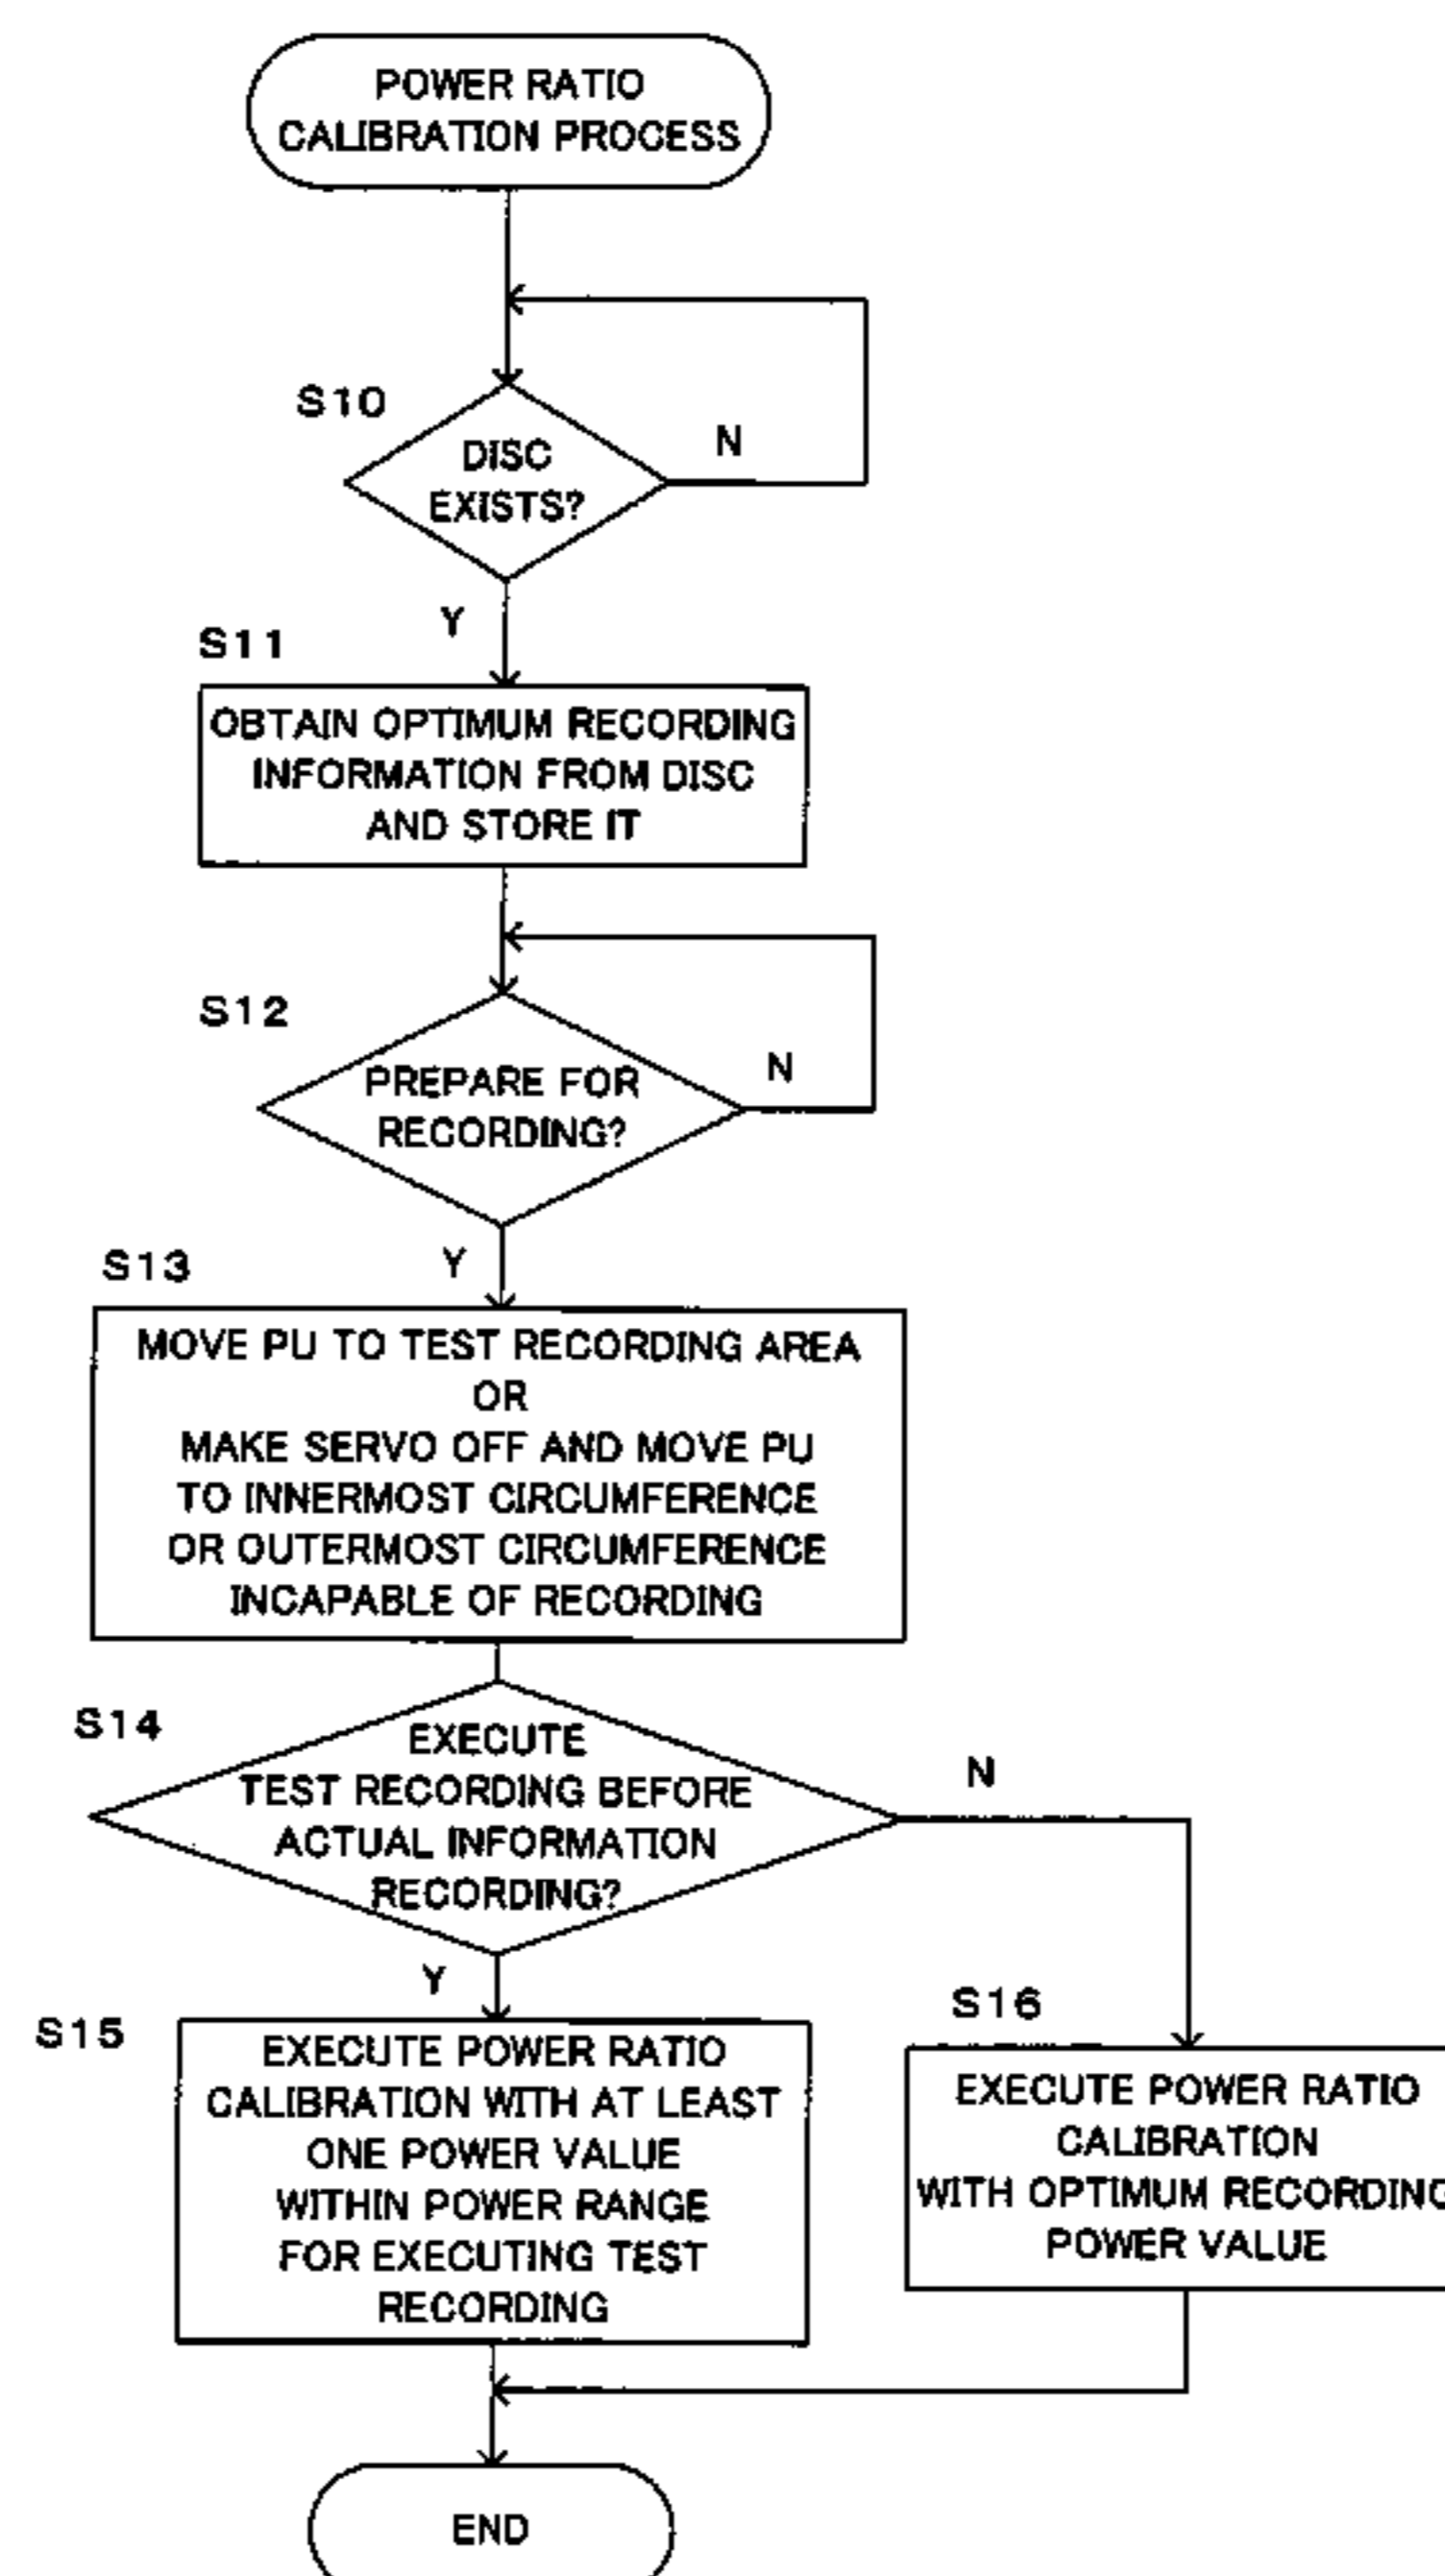 POWER RATIO
CALIBRATION PROCESS
S10
DISC
EXISTS?
N
Y
S11
OBTAIN OPTIMUM RECORDING
INFORMATION FROM DISC
AND STORE IT
S12
PREPARE FOR
RECORDING?
N
Y
S13
MOVE PU TO TEST RECORDING AREA
OR
MAKE SERVO OFF AND MOVE PU
TO INNERMOST CIRCUMFERENCE
OR OUTERMOST CIRCUMFERENCE
INCAPABLE OF RECORDING
S14
EXECUTE
TEST RECORDING BEFORE
ACTUAL INFORMATION
RECORDING?
N
Y
S15
EXECUTE POWER RATIO
CALIBRATION WITH AT LEAST
ONE POWER VALUE
WITHIN POWER RANGE
FOR EXECUTING TEST
RECORDING
S16
EXECUTE POWER RATIO
CALIBRATION
WITH OPTIMUM RECORDING
POWER VALUE
END